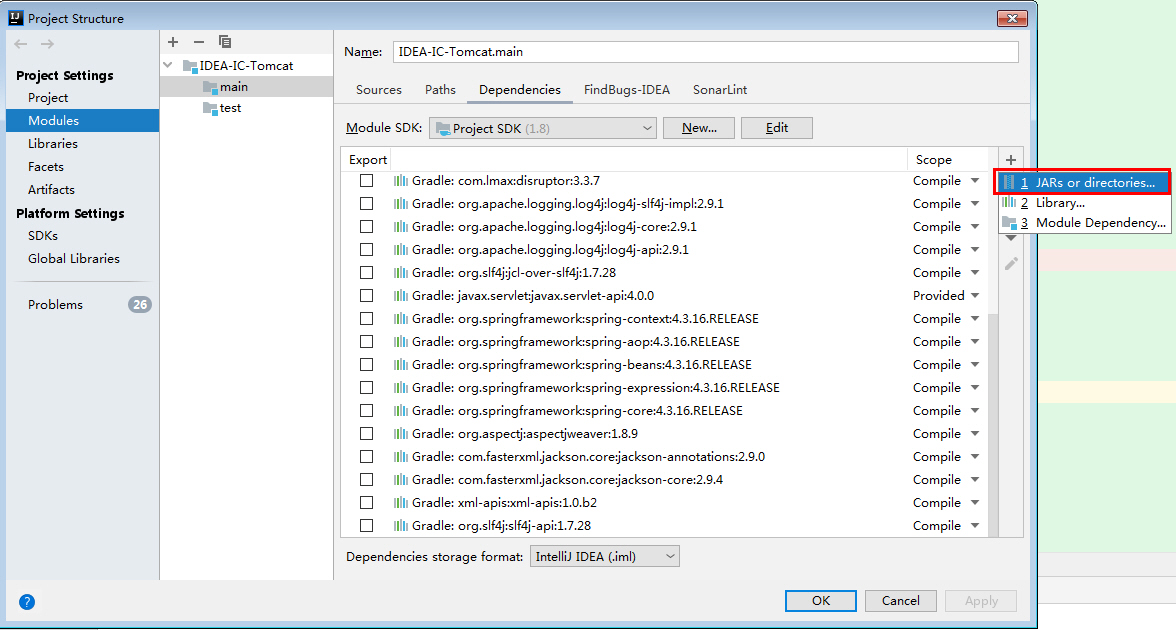 Project Structure
Project Settings
Project
Modules
Libraries
Facets
Artifacts
Platform Settings
SDKs
Global Libraries
Problems 26
IDEA-IC-Tomcat
main
test
Name: IDEA-IC-Tomcat.main
Sources Paths Dependencies FindBugs-IDEA SonarLint
Module SDK: Project SDK (1.8) New... Edit
Export Scope
Gradle: com.lmax:disruptor:3.3.7 Compile
Gradle: org.apache.logging.log4j:log4j-slf4j-impl:2.9.1 Compile
Gradle: org.apache.logging.log4j:log4j-core:2.9.1 Compile
Gradle: org.apache.logging.log4j:log4j-api:2.9.1 Compile
Gradle: org.slf4j:jcl-over-slf4j:1.7.28 Compile
Gradle: javax.servlet:javax.servlet-api:4.0.0 Provided
Gradle: org.springframework:spring-context:4.3.16.RELEASE Compile
Gradle: org.springframework:spring-aop:4.3.16.RELEASE Compile
Gradle: org.springframework:spring-beans:4.3.16.RELEASE Compile
Gradle: org.springframework:spring-expression:4.3.16.RELEASE Compile
Gradle: org.springframework:spring-core:4.3.16.RELEASE Compile
Gradle: org.aspectj:aspectjweaver:1.8.9 Compile
Gradle: com.fasterxml.jackson.core:jackson-annotations:2.9.0 Compile
Gradle: com.fasterxml.jackson.core:jackson-core:2.9.4 Compile
Gradle: xml-apis:xml-apis:1.0.b2 Compile
Gradle: org.slf4j:slf4j-api:1.7.28 Compile
1 JARs or directories...
2 Library...
3 Module Dependency...
Dependencies storage format: IntelliJ IDEA (.iml)
OK Cancel Apply